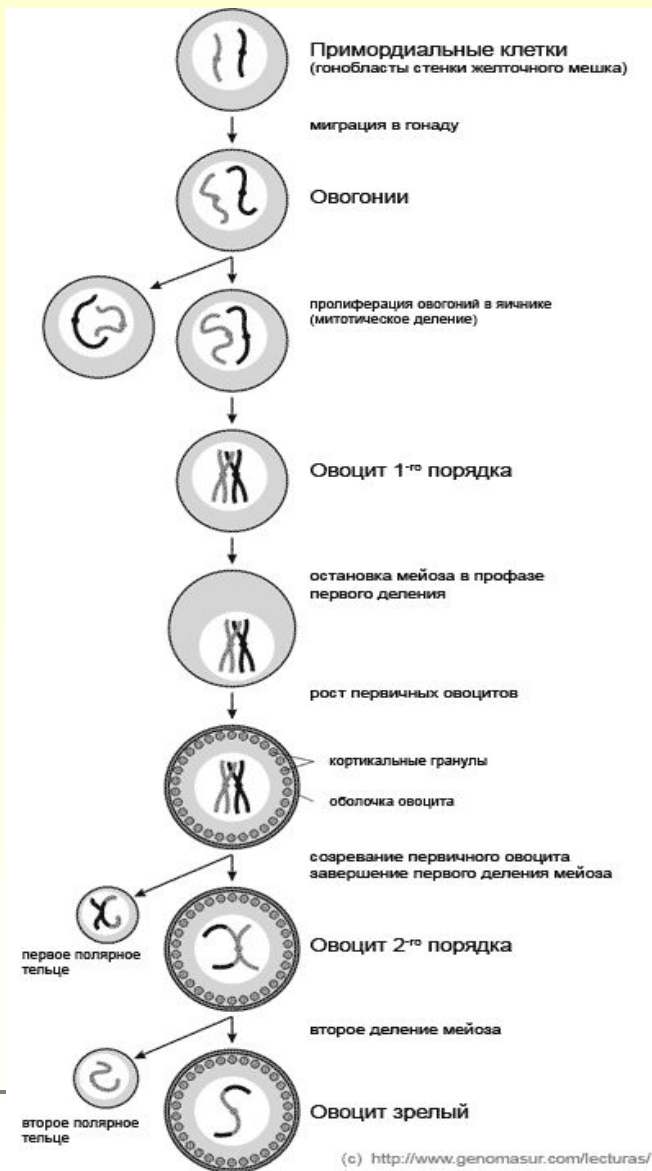 Примордиальные клетки
(гонобласты стенки желточного мешка)
миграция в гонаду
Овогонии
пролиферация овогоний в яичнике
(митотическое деление)
Овоцит 1-го порядка
остановка мейоза в профазе
первого деления
рост первичных овоцитов
кортикальные гранулы
оболочка овоцита
созревание первичного овоцита
завершение первого деления мейоза
первое полярное
тельце
Овоцит 2-го порядка
второе деление мейоза
второе полярное
тельце
Овоцит зрелый
(c) http://www.genomasur.com/lecturas/